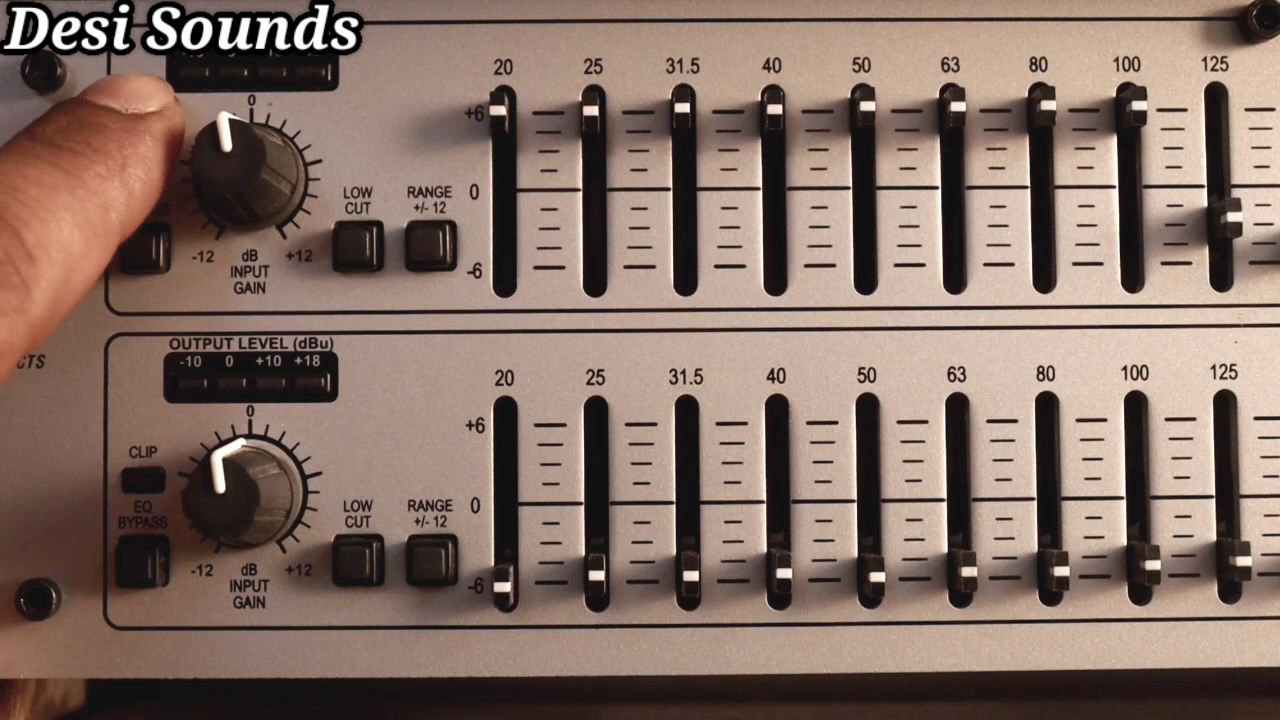 Desi Sounds
20 25 31.5 40 50 63 80 100 125
0
+6
LOW CUT
RANGE +/- 12
0
-12 dB +12
INPUT
GAIN
-6
CTS
OUTPUT LEVEL (dBu)
-10 0 +10 +18
20 25 31.5 40 50 63 80 100 125
0
+6
CLIP
EQ
BYPASS
LOW CUT
RANGE +/- 12
0
-12 dB +12
INPUT
GAIN
-6